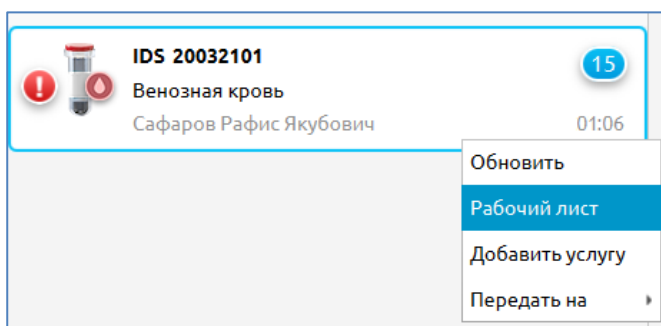 IDS 20032101
15
Венозная кровь
Сафаров Рафис Якубович 01:06
Обновить
Рабочий лист
Добавить услугу
Передать на